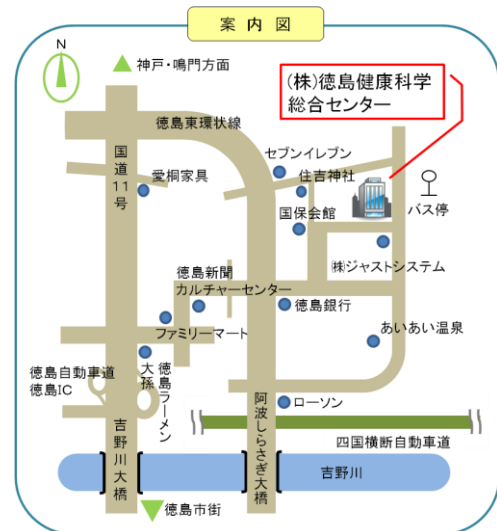 案内図
N
神戸・鳴門方面
(株)徳島健康科学
総合センター
徳島東環状線
国道11号
セブンイレブン
愛桐家具
住吉神社
国保会館
バス停
㈱ジャストシステム
徳島新聞
カルチャーセンター
徳島銀行
ファミリーマート
あいあい温泉
徳島自動車道
徳島IC
徳島ラーメン
大孫
ローソン
阿波しらさぎ大橋
四国横断自動車道
吉野川大橋
吉野川
徳島市街